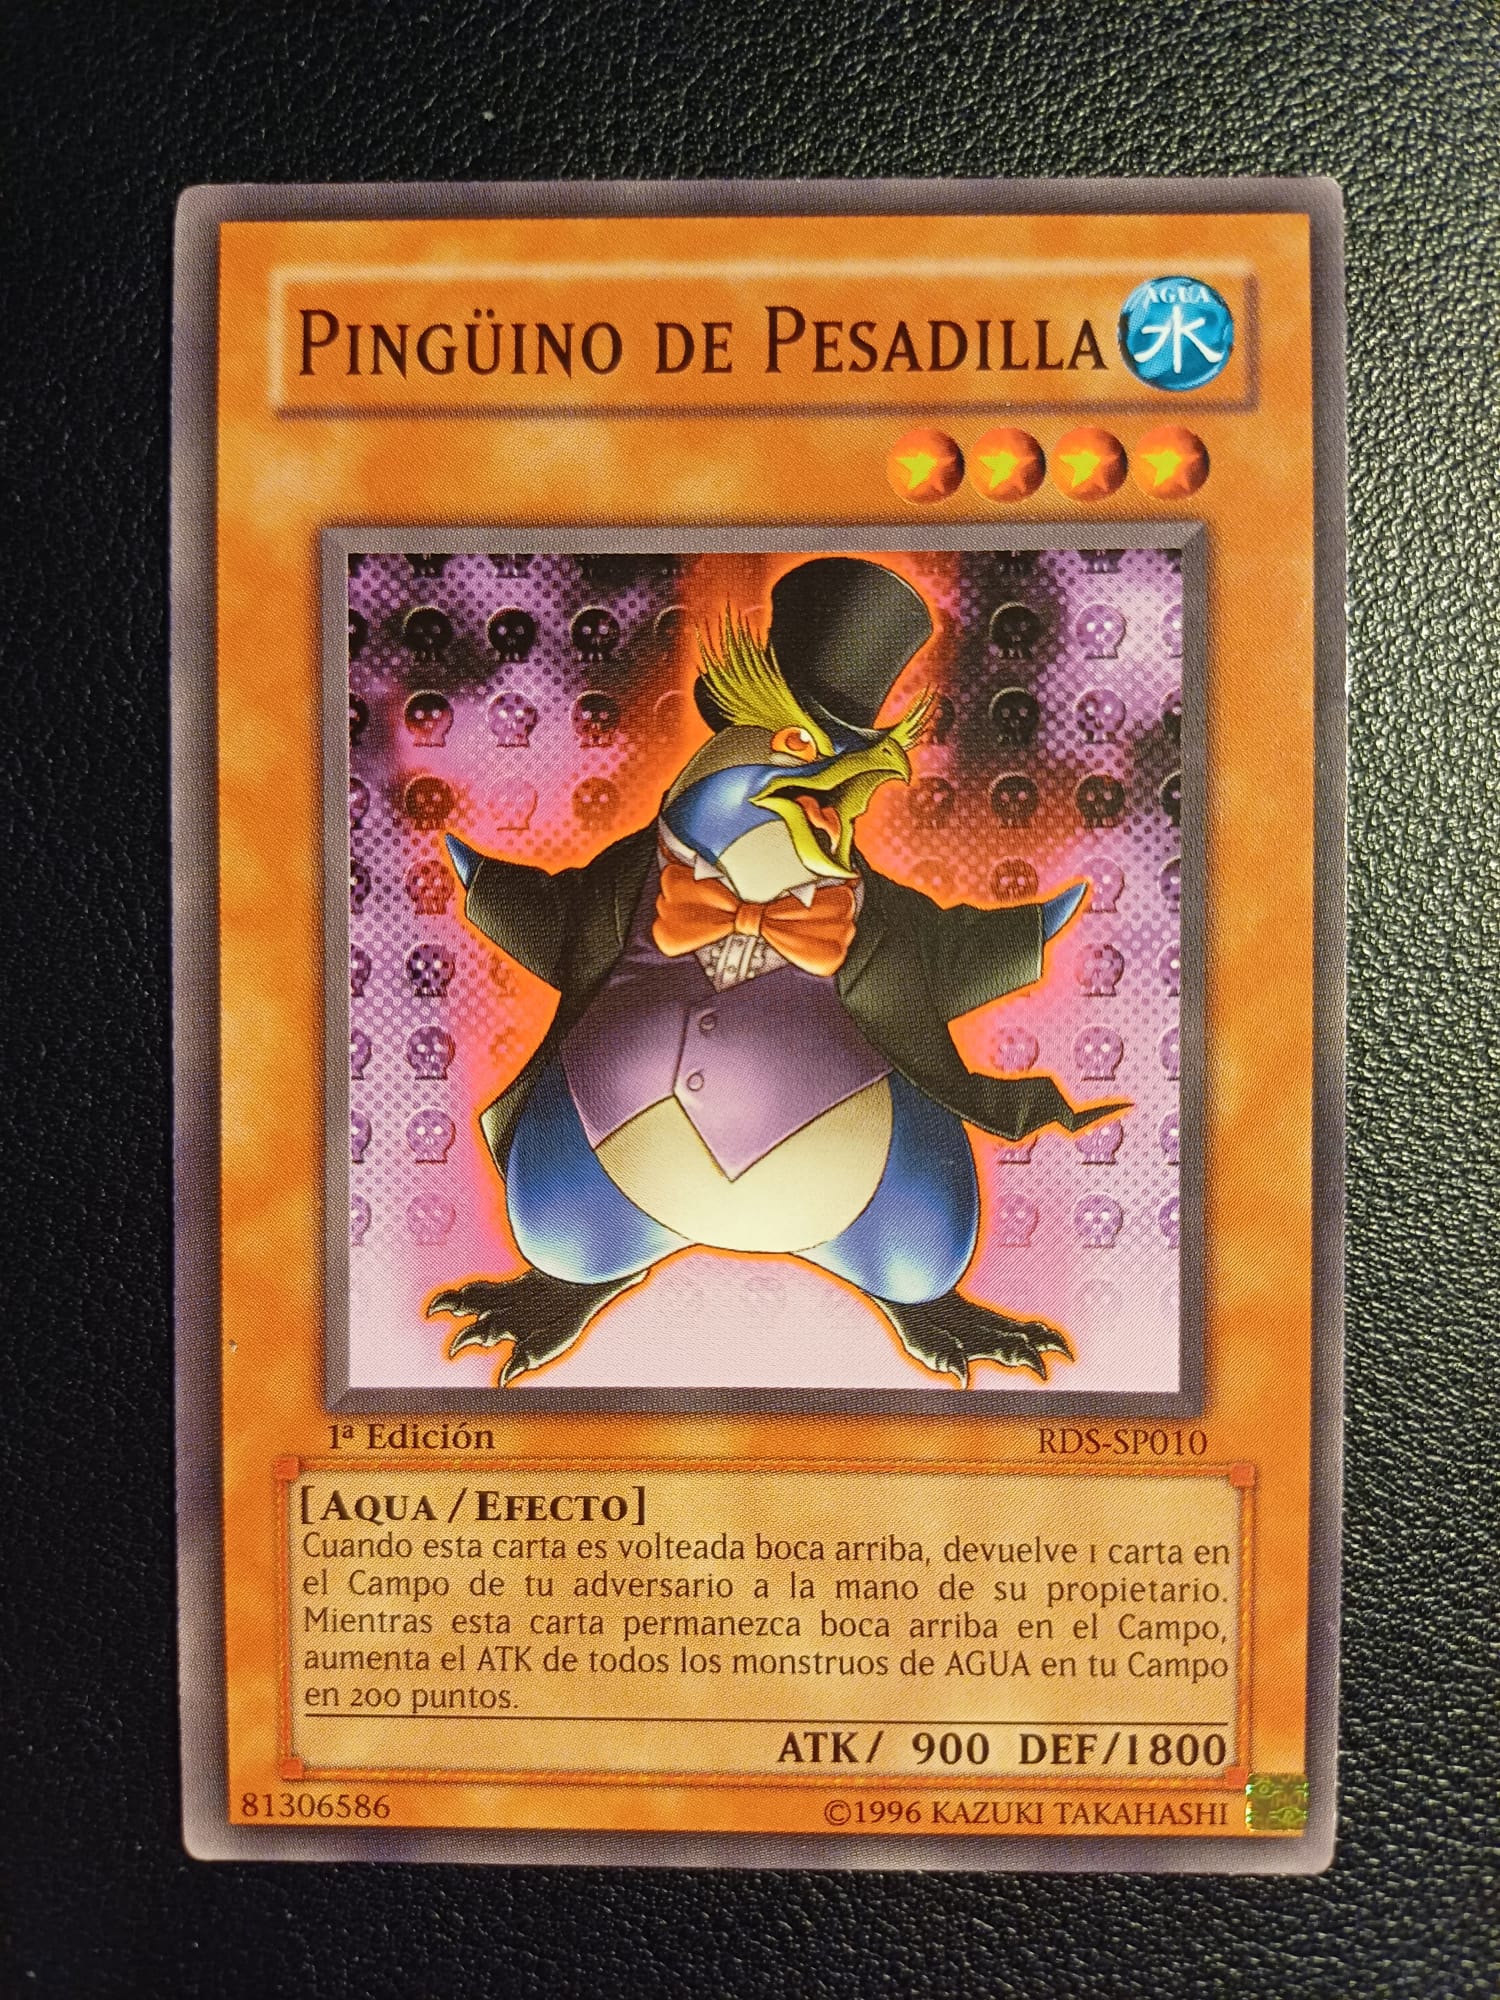 PINGÜINO DE PESADILLA
AGUA
水
1ª Edición
RDS-SP010
[AQUA / EFECTO]
Cuando esta carta es volteada boca arriba, devuelve 1 carta en
el Campo de tu adversario a la mano de su propietario.
Mientras esta carta permanezca boca arriba en el Campo,
aumenta el ATK de todos los monstruos de AGUA en tu Campo
en 200 puntos.
ATK/ 900 DEF/1800
81306586
©1996 KAZUKI TAKAHASHI